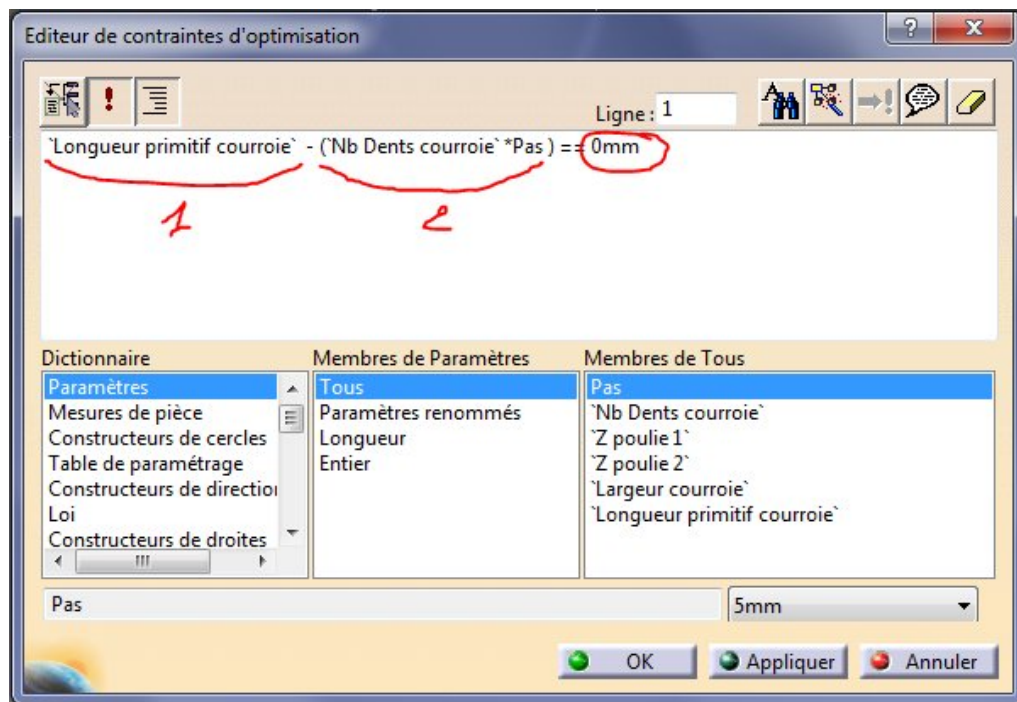 Editeur de contraintes d'optimisation
Ligne : 1
`Longueur primitif courroie` - (`Nb Dents courroie` *Pas ) == 0mm
1 2
Dictionnaire Membres de Paramètres Membres de Tous
Paramètres Tous Pas
Mesures de pièce Paramètres renommés `Nb Dents courroie`
Constructeurs de cercles Longueur `Z poulie 1`
Table de paramétrage Entier `Z poulie 2`
Constructeurs de direction `Largeur courroie`
Loi `Longueur primitif courroie`
Constructeurs de droites
Pas 5mm
OK Appliquer Annuler